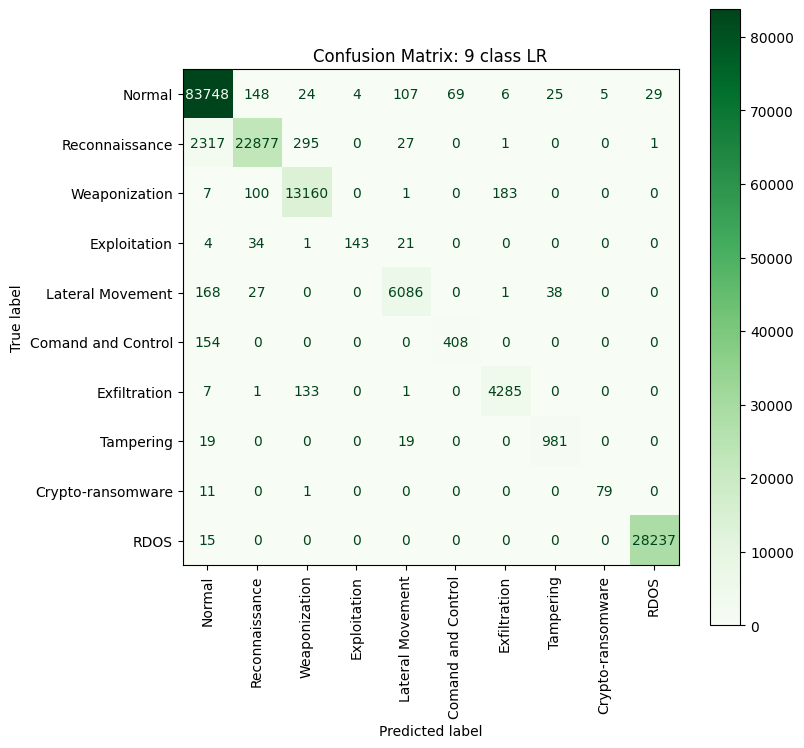 Confusion Matrix: 9 class LR
True label
Normal 83748 148 24 4 107 69 6 25 5 29
Reconnaissance 2317 22877 295 0 27 0 1 0 0 1
Weaponization 7 100 13160 0 1 0 183 0 0 0
Exploitation 4 34 1 143 21 0 0 0 0 0
Lateral Movement 168 27 0 0 6086 0 1 38 0 0
Comand and Control 154 0 0 0 0 408 0 0 0 0
Exfiltration 7 1 133 0 1 0 4285 0 0 0
Tampering 19 0 0 0 19 0 0 981 0 0
Crypto-ransomware 11 0 1 0 0 0 0 0 79 0
RDOS 15 0 0 0 0 0 0 0 0 28237
Normal
Reconnaissance
Weaponization
Exploitation
Lateral Movement
Comand and Control
Exfiltration
Tampering
Crypto-ransomware
RDOS
Predicted label
80000
70000
60000
50000
40000
30000
20000
10000
0